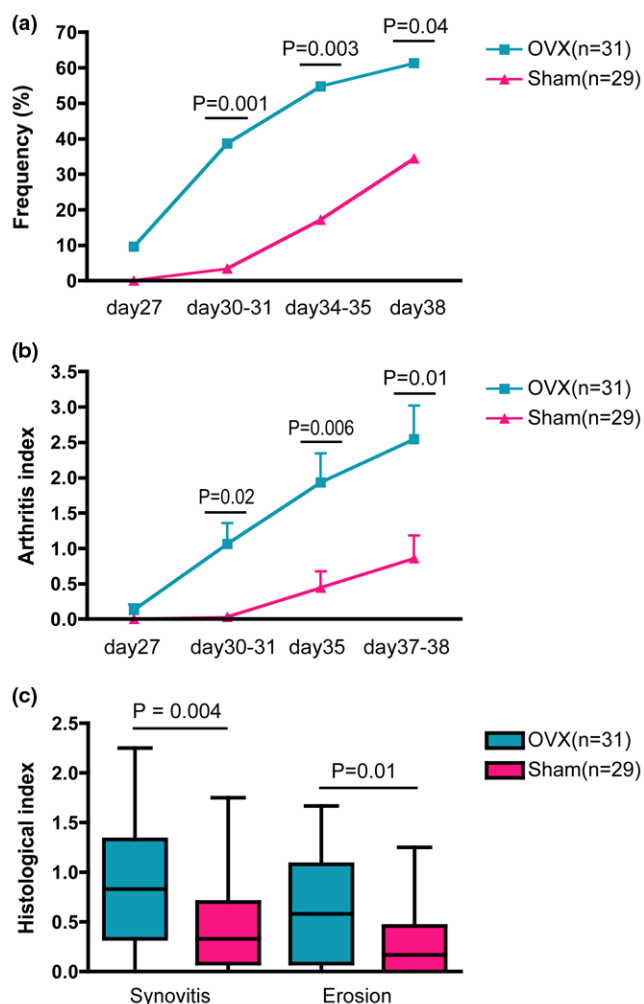 (a)
P=0.001
P=0.003
P=0.04
OVX(n=31)
Sham(n=29)
Frequency (%)
70
60
50
40
30
20
10
0
day27
day30-31
day34-35
day38
(b)
P=0.02
P=0.006
P=0.01
OVX(n=31)
Sham(n=29)
Arthritis index
3.5
3.0
2.5
2.0
1.5
1.0
0.5
0.0
day27
day30-31
day35
day37-38
(c)
P = 0.004
P=0.01
OVX(n=31)
Sham(n=29)
Histological index
2.5
2.0
1.5
1.0
0.5
0.0
Synovitis
Erosion